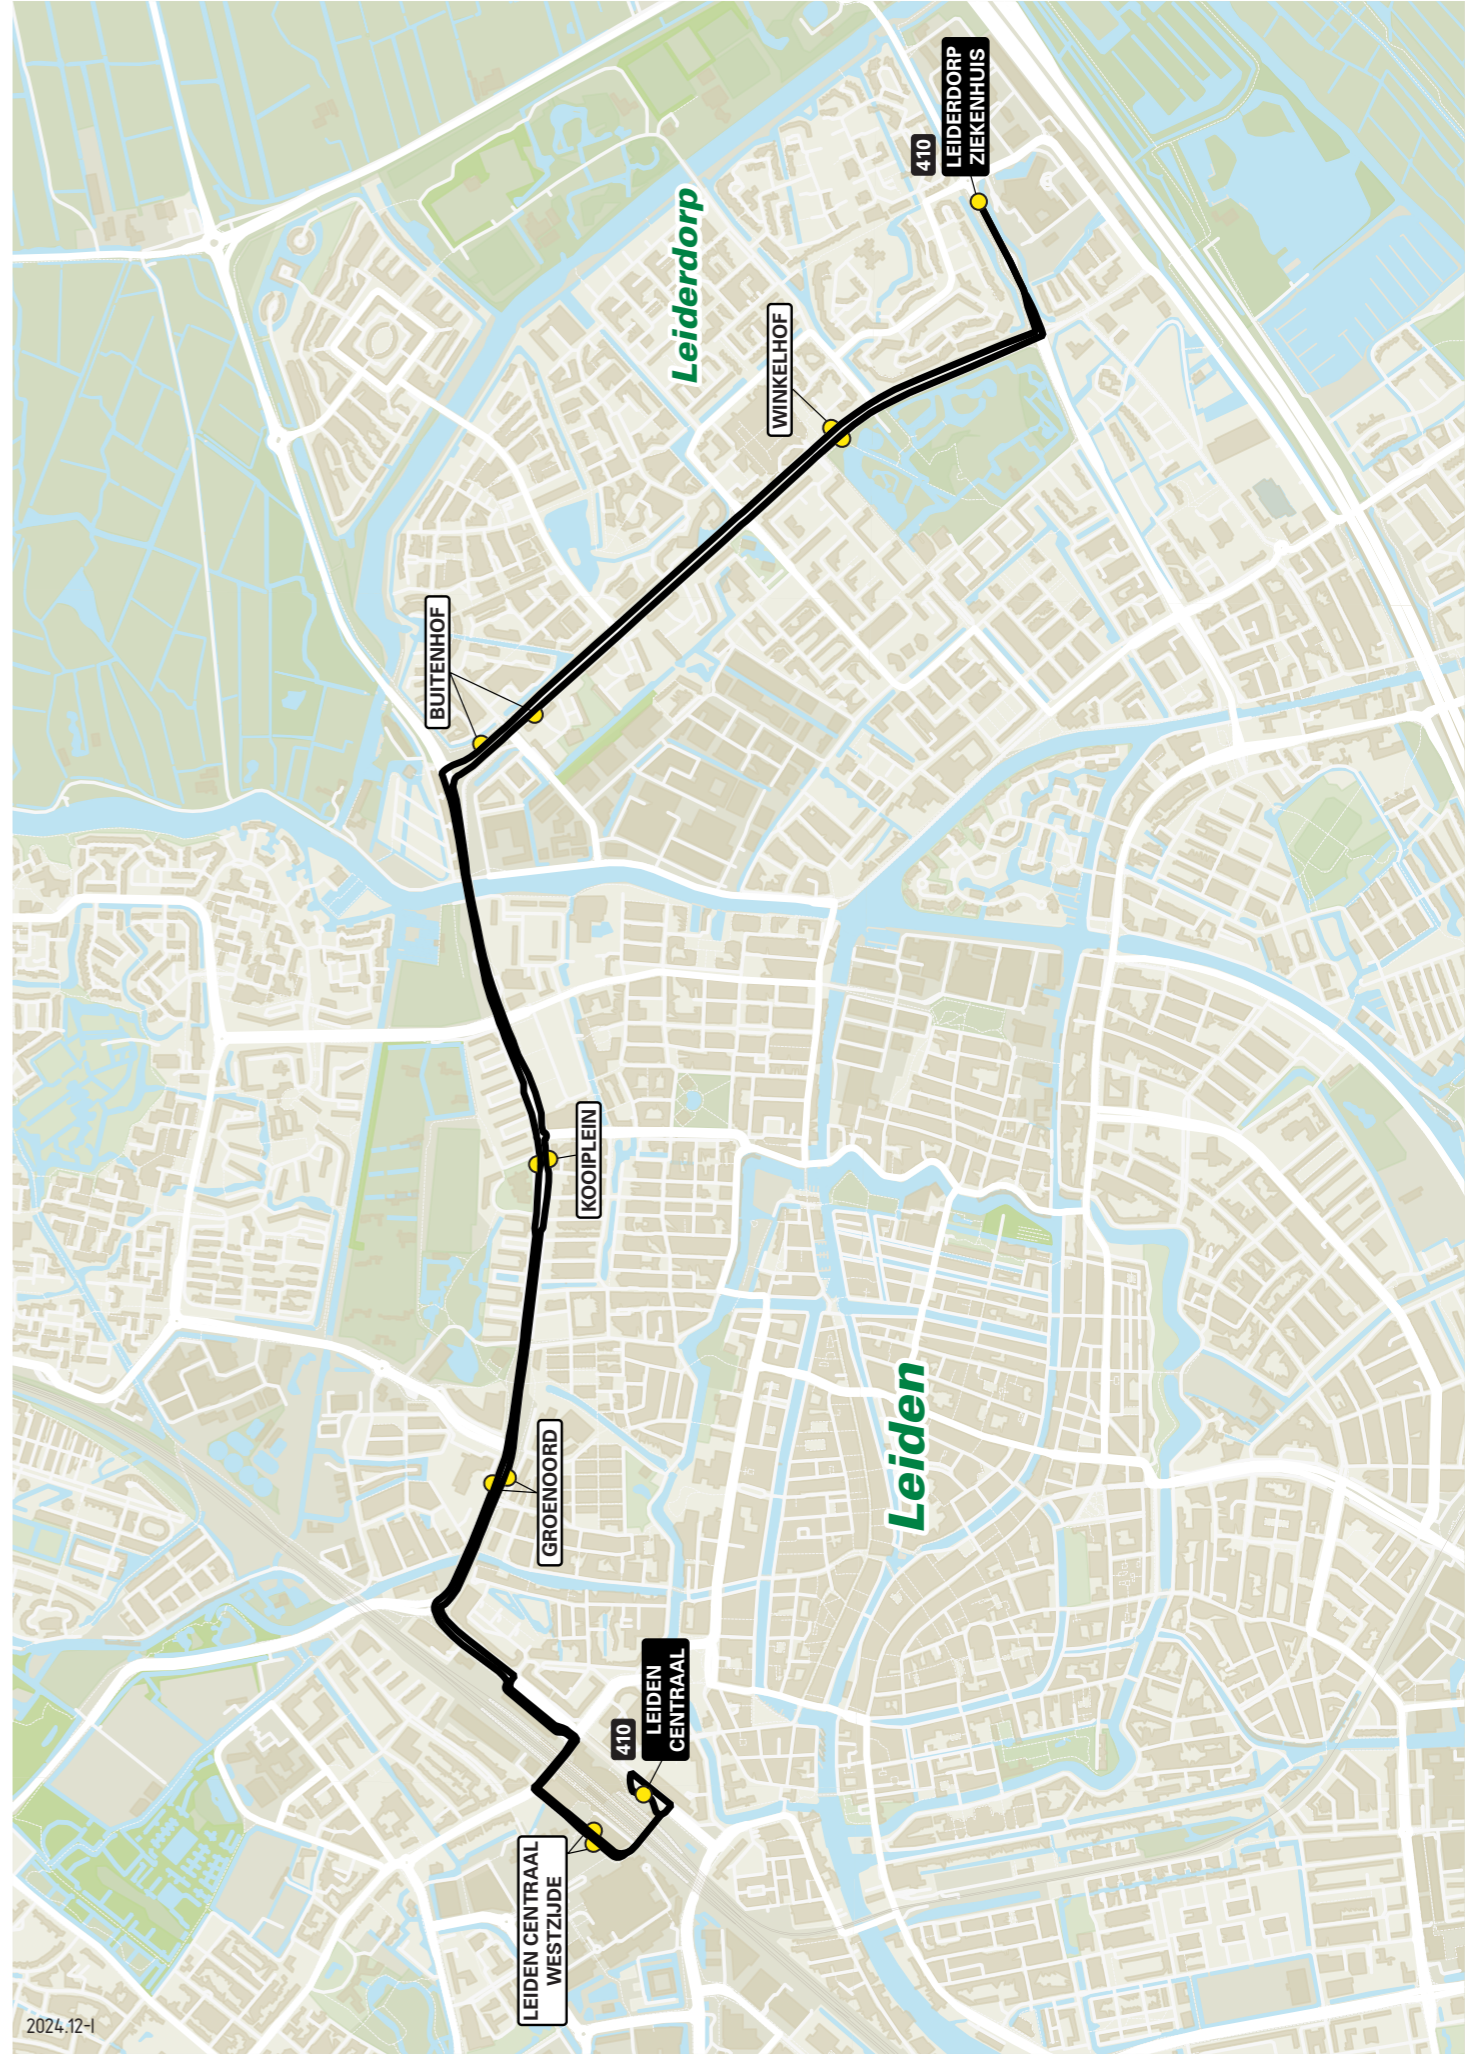 410
LEIDERDORP
ZIEKENHUIS
Leiderdorp
WINKELHOF
BUITENHOF
KOOIPLEIN
GROENOORD
Leiden
410
LEIDEN
CENTRAAL
LEIDEN CENTRAAL
WESTZIJDE
2024.12-I